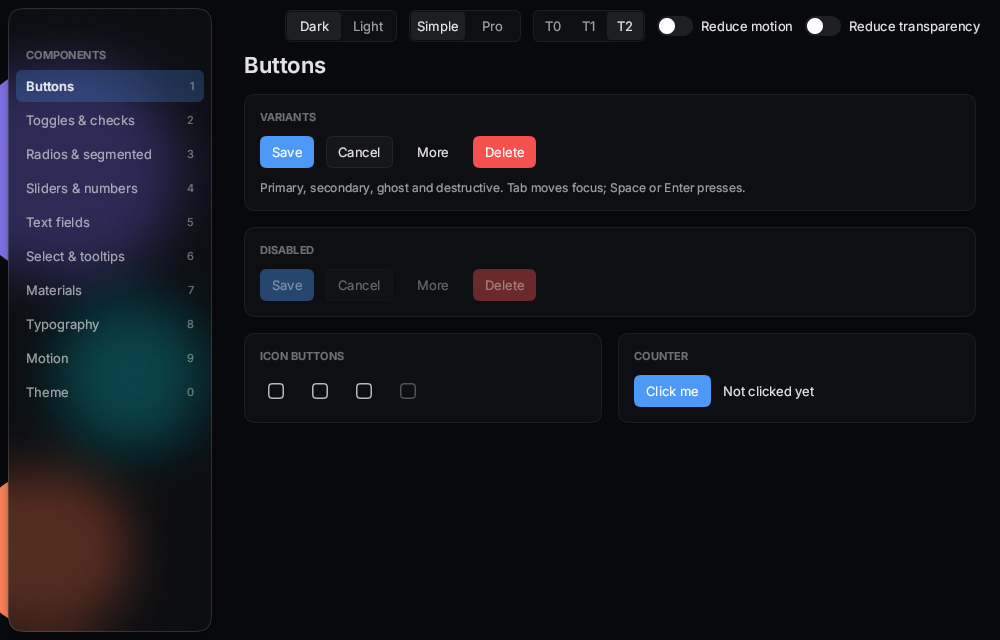 Dark Light Simple Pro T0 T1 T2 Reduce motion Reduce transparency
COMPONENTS
Buttons 1
Toggles & checks 2
Radios & segmented 3
Sliders & numbers 4
Text fields 5
Select & tooltips 6
Materials 7
Typography 8
Motion 9
Theme 0
Buttons
VARIANTS
Save Cancel More Delete
Primary, secondary, ghost and destructive. Tab moves focus; Space or Enter presses.
DISABLED
Save Cancel More Delete
ICON BUTTONS
COUNTER
Click me Not clicked yet